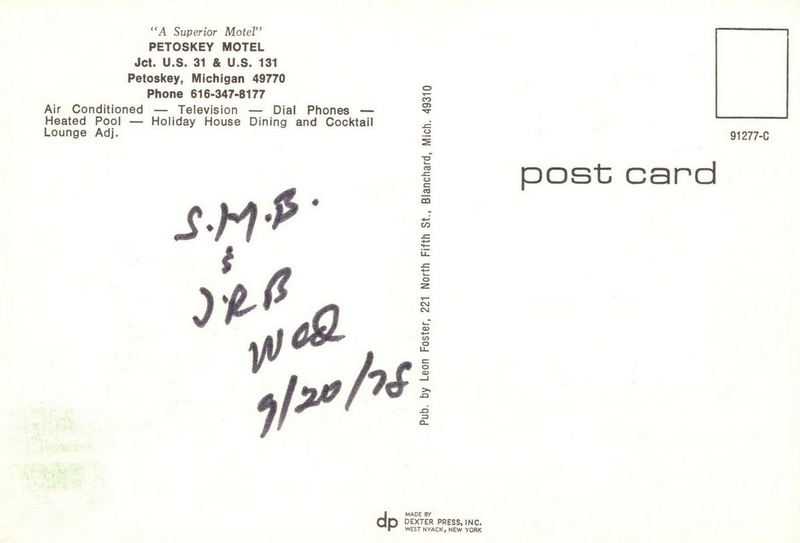 "A Superior Motel"
PETOSKEY MOTEL
Jct. U.S. 31 & U.S. 131
Petoskey, Michigan 49770
Phone 616-347-8177
Air Conditioned — Television — Dial Phones —
Heated Pool — Holiday House Dining and Cocktail
Lounge Adj.
S.M.B.
&
J.R.B
Wed
9/20/78
Pub. by Leon Foster, 221 North Fifth St., Blanchard, Mich. 49310
91277-C
post card
dp
MADE BY
DEXTER PRESS, INC.
WEST NYACK, NEW YORK